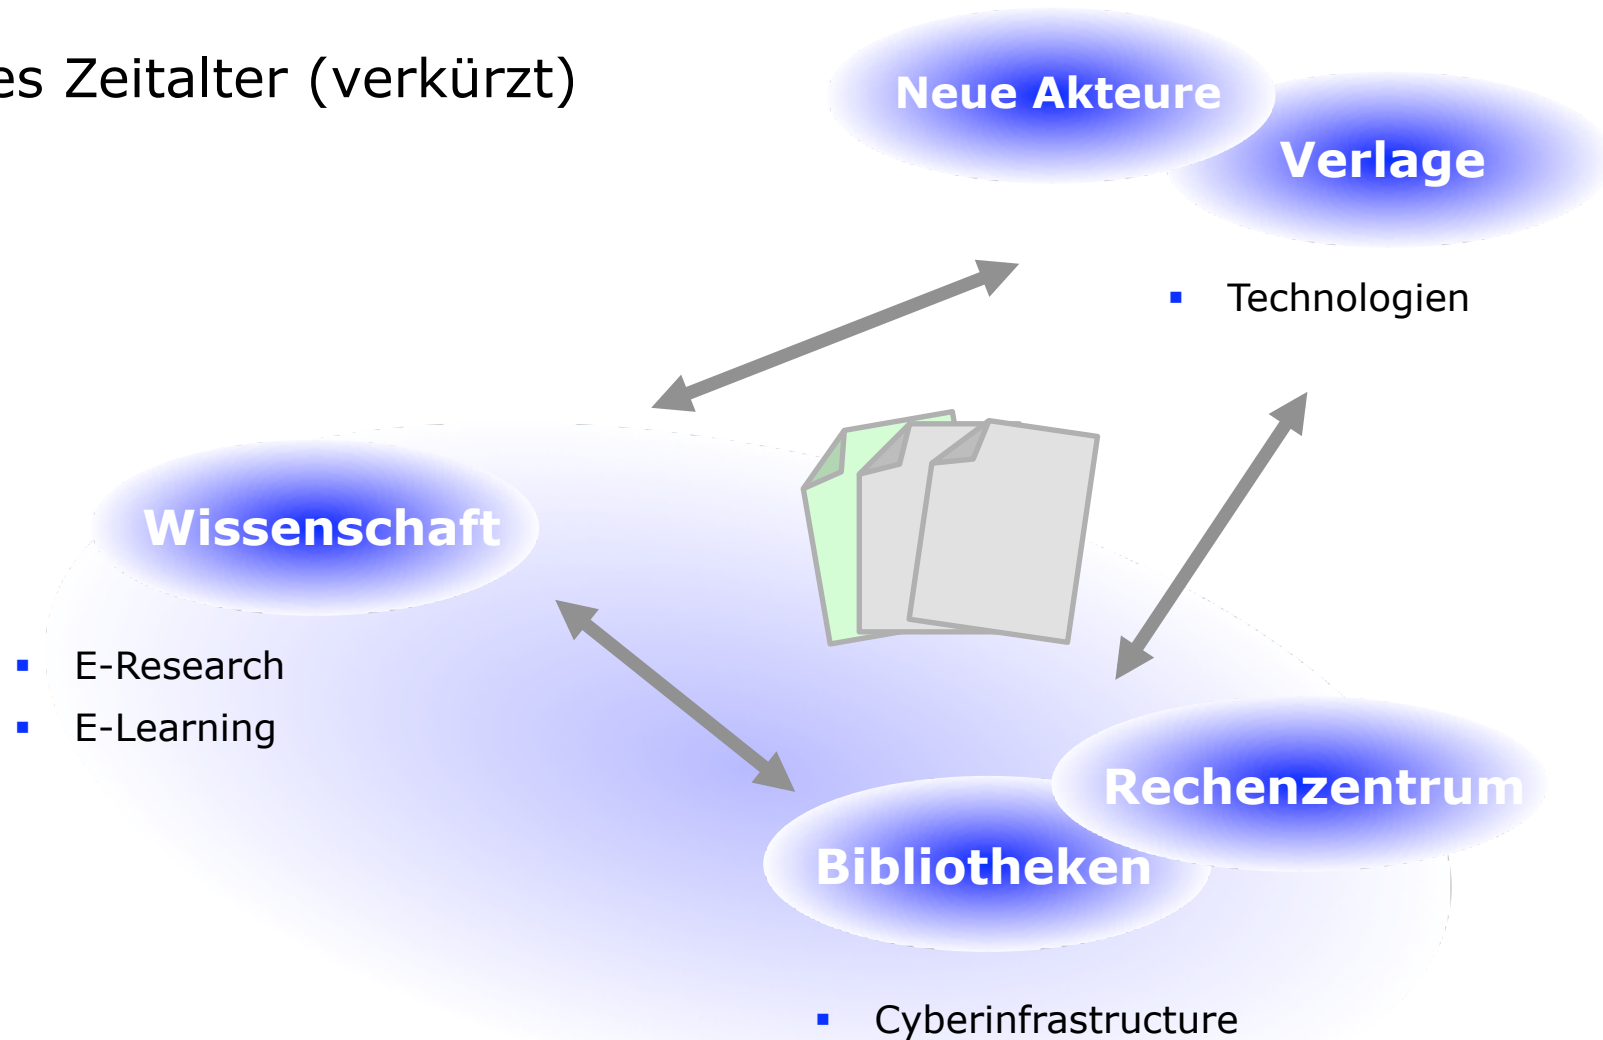 es Zeitalter (verkürzt)
Neue Akteure
Verlage
▪ Technologien
Wissenschaft
▪ E-Research
▪ E-Learning
Rechenzentrum
Bibliotheken
▪ Cyberinfrastructure